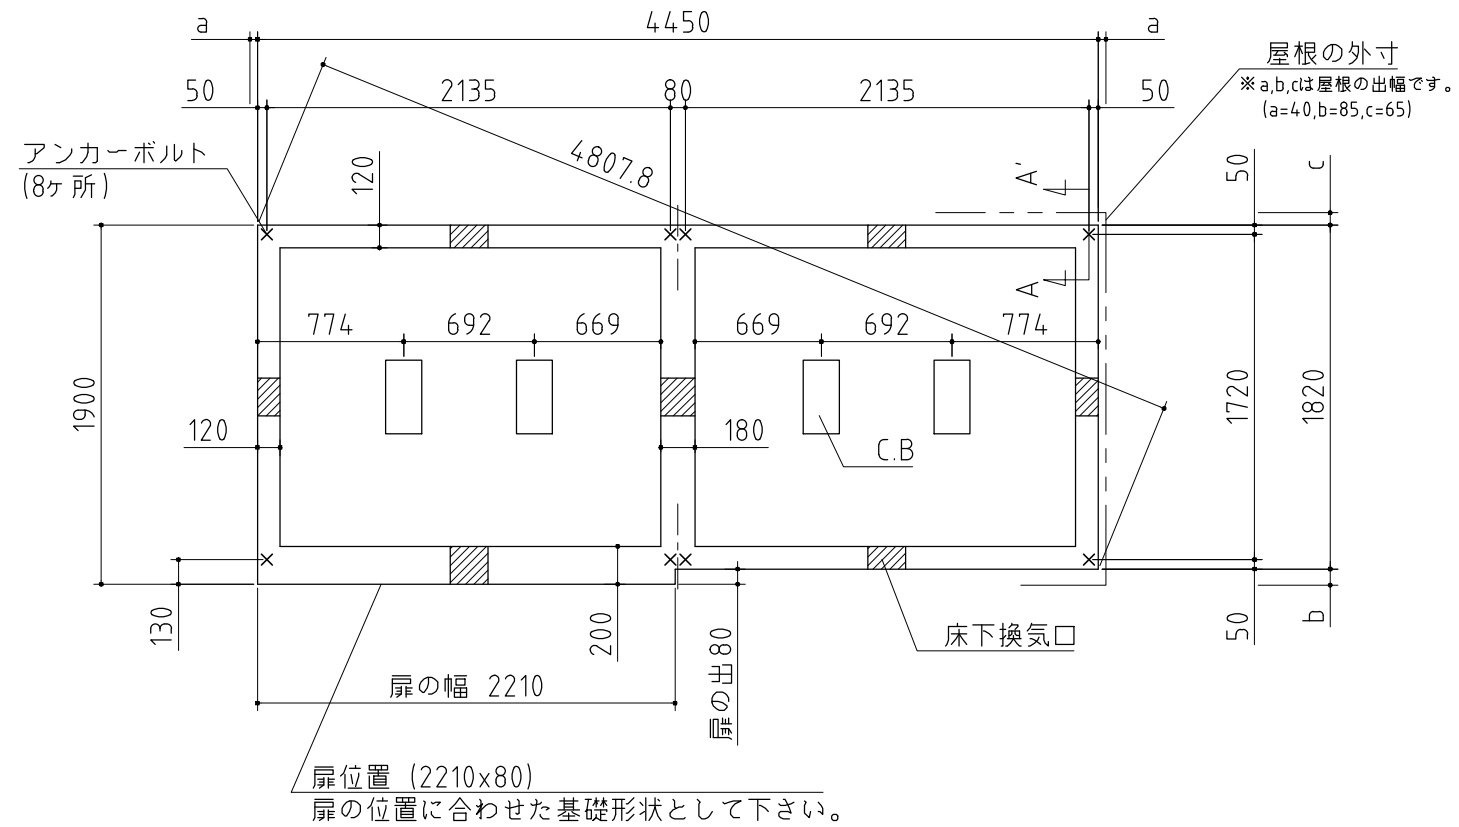 a
4450
a
屋根の外寸
※a,b,cは屋根の出幅です。
(a=40,b=85,c=65)
50
2135
80
2135
50
アンカーボルト
(8ヶ所)
120
4807.8
A'
50
c
A
774
692
669
669
692
774
1900
120
180
C.B
1720
1820
130
200
扉の出80
床下換気口
50
b
扉の幅 2210
扉位置 (2210x80)
扉の位置に合わせた基礎形状として下さい。